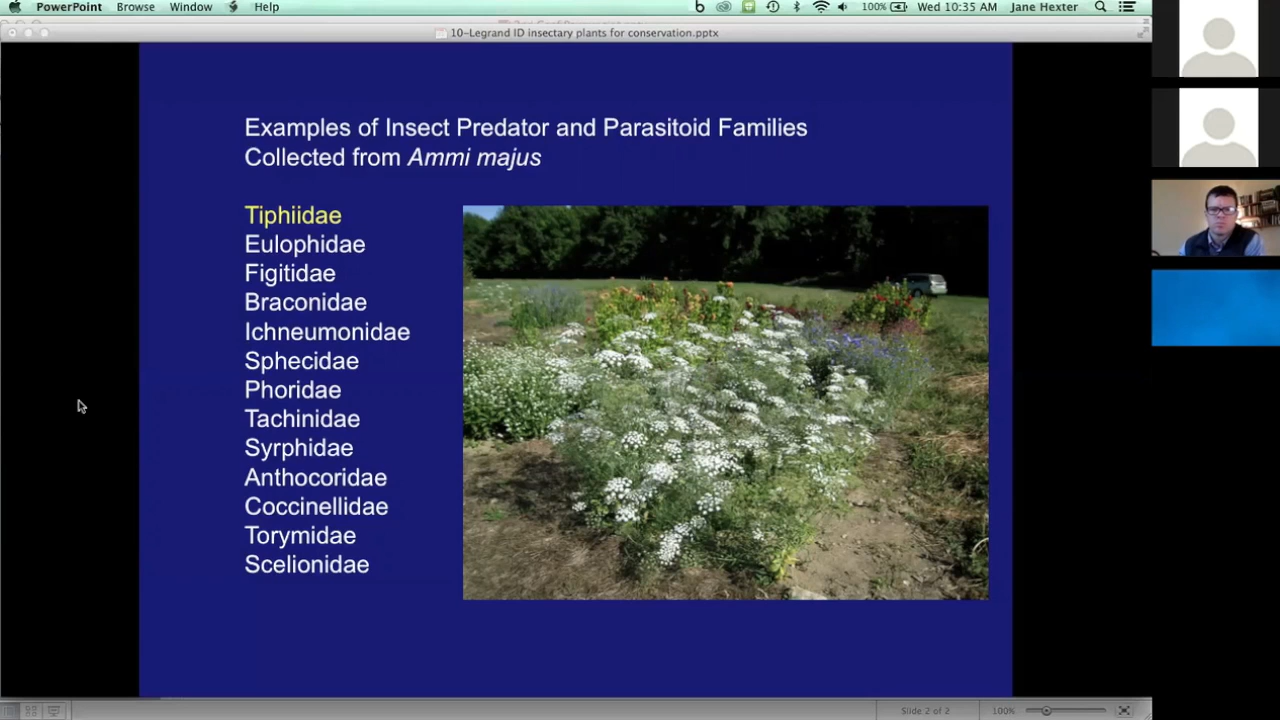 PowerPoint Browse Window Help 100% Wed 10:35 AM Jane Hexter
10-Legrand ID insectary plants for conservation.pptx
Examples of Insect Predator and Parasitoid Families
Collected from Ammi majus
Tiphiidae
Eulophidae
Figitidae
Braconidae
Ichneumonidae
Sphecidae
Phoridae
Tachinidae
Syrphidae
Anthocoridae
Coccinellidae
Torymidae
Scelionidae
Slide 2 of 2 100%